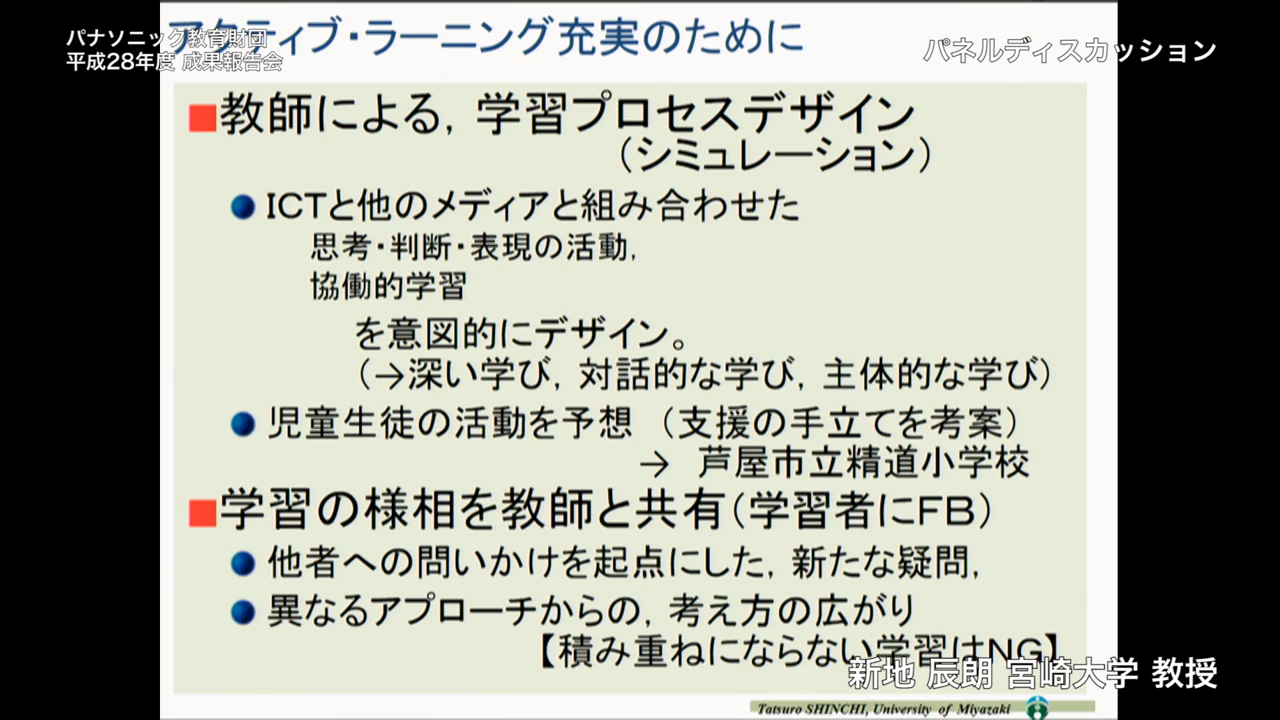 アクティブ・ラーニング充実のために
パナソニック教育財団
平成28年度 成果報告会
パネルディスカッション
■教師による，学習プロセスデザイン
（シミュレーション）
●ICTと他のメディアと組み合わせた
思考・判断・表現の活動，
協働的学習
を意図的にデザイン。
（→深い学び，対話的な学び，主体的な学び）
●児童生徒の活動を予想 （支援の手立てを考案）
→ 芦屋市立精道小学校
■学習の様相を教師と共有（学習者にFB）
●他者への問いかけを起点にした，新たな疑問，
●異なるアプローチからの，考え方の広がり
【積み重ねにならない学習はNG】
新地 辰朗 宮崎大学 教授
Tatsuro SHINCHI, University of Miyazaki